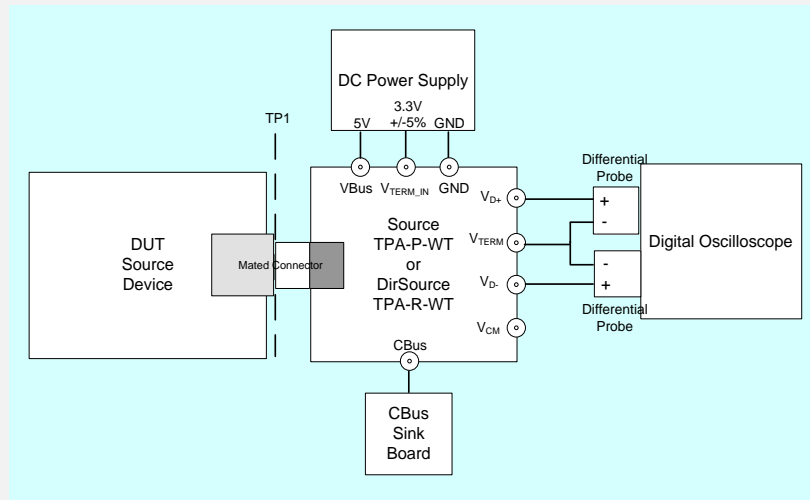 DC Power Supply
3.3V
5V +/-5% GND
TP1
VBus VTERM_IN GND
DUT
Source
Device
Mated Connector
Source
TPA-P-WT
or
DirSource
TPA-R-WT
VD+
VTERM
VD-
VCM
CBus
Differential
Probe
+
-
-
+
Differential
Probe
Digital Oscilloscope
CBus
Sink
Board